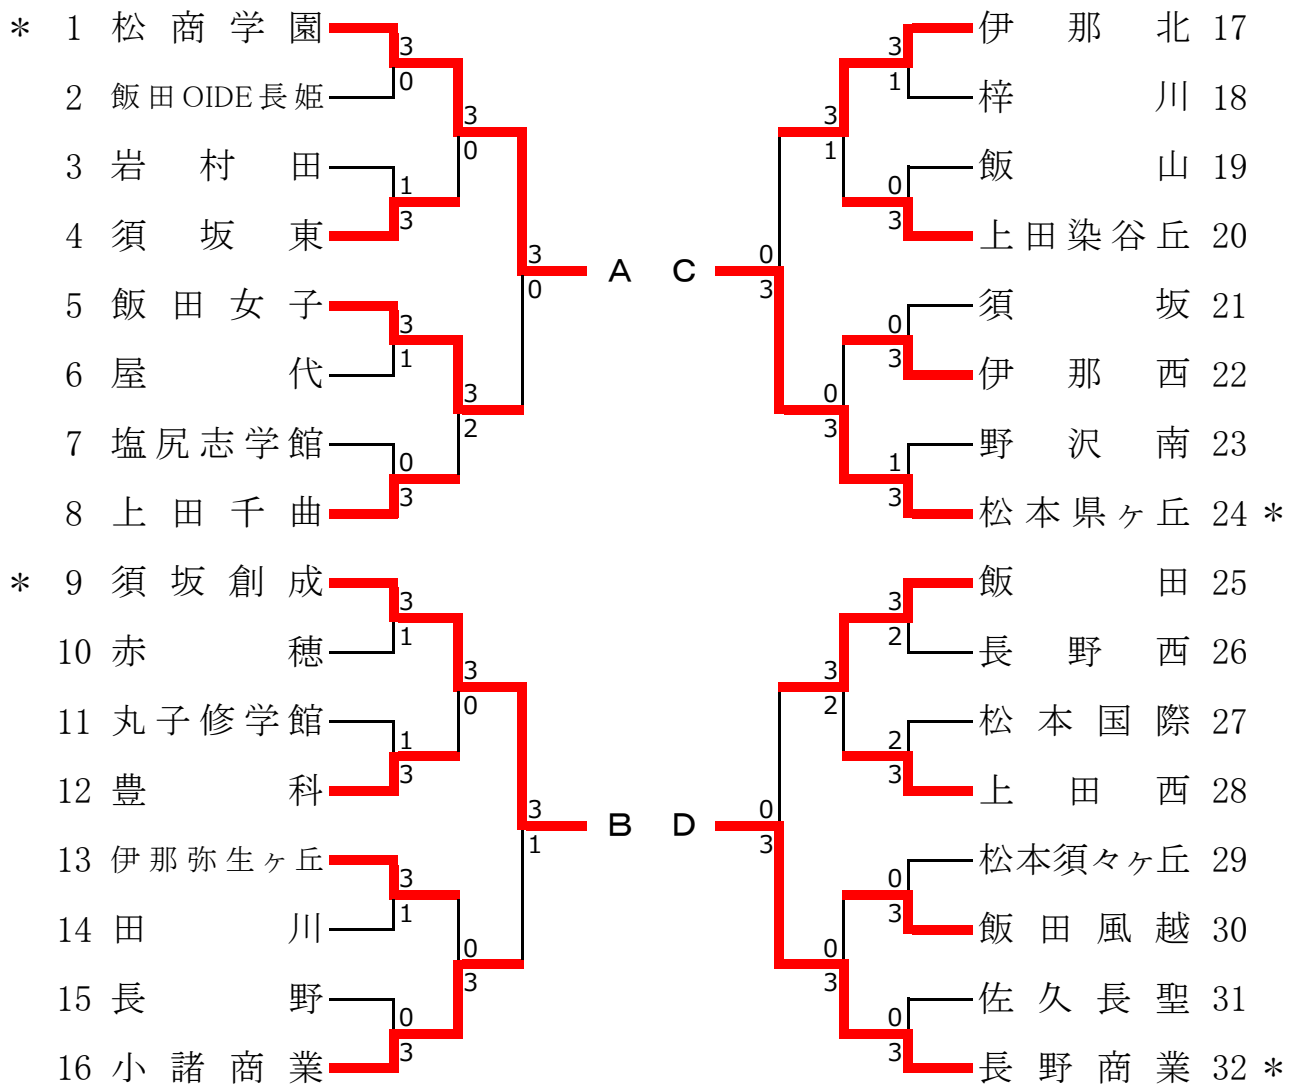 * 1 松商学園
3
0
2 飯田OIDE長姫
3
0
3 岩村田
1
3
4 須坂東
3
0
A
5 飯田女子
3
1
6 屋代
3
2
7 塩尻志学館
0
3
8 上田千曲
* 9 須坂創成
3
1
10 赤穂
3
0
11 丸子修学館
1
3
12 豊科
3
1
B
13 伊那弥生ヶ丘
3
1
14 田川
0
3
15 長野
0
3
16 小諸商業
伊那北 17
3
1
梓川 18
3
1
飯山 19
0
3
上田染谷丘 20
C
0
3
須坂 21
0
3
伊那西 22
0
3
野沢南 23
1
3
松本県ヶ丘 24 *
飯田 25
3
2
長野西 26
3
2
松本国際 27
2
3
上田西 28
D
0
3
松本須々ヶ丘 29
0
3
飯田風越 30
0
3
佐久長聖 31
0
3
長野商業 32 *